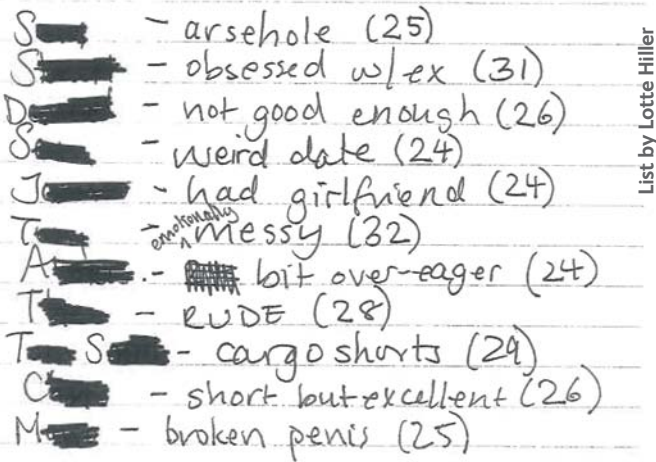 S - arsehole (25)
S - obsessed w/ex (31)
D - not good enough (26)
S - weird date (24)
J - had girlfriend (24)
T - emotionally messy (32)
A - bit over-eager (24)
T - RUDE (28)
T S - cargo shorts (29)
C - short but excellent (26)
M - broken penis (25)
List by Lotte Hiller